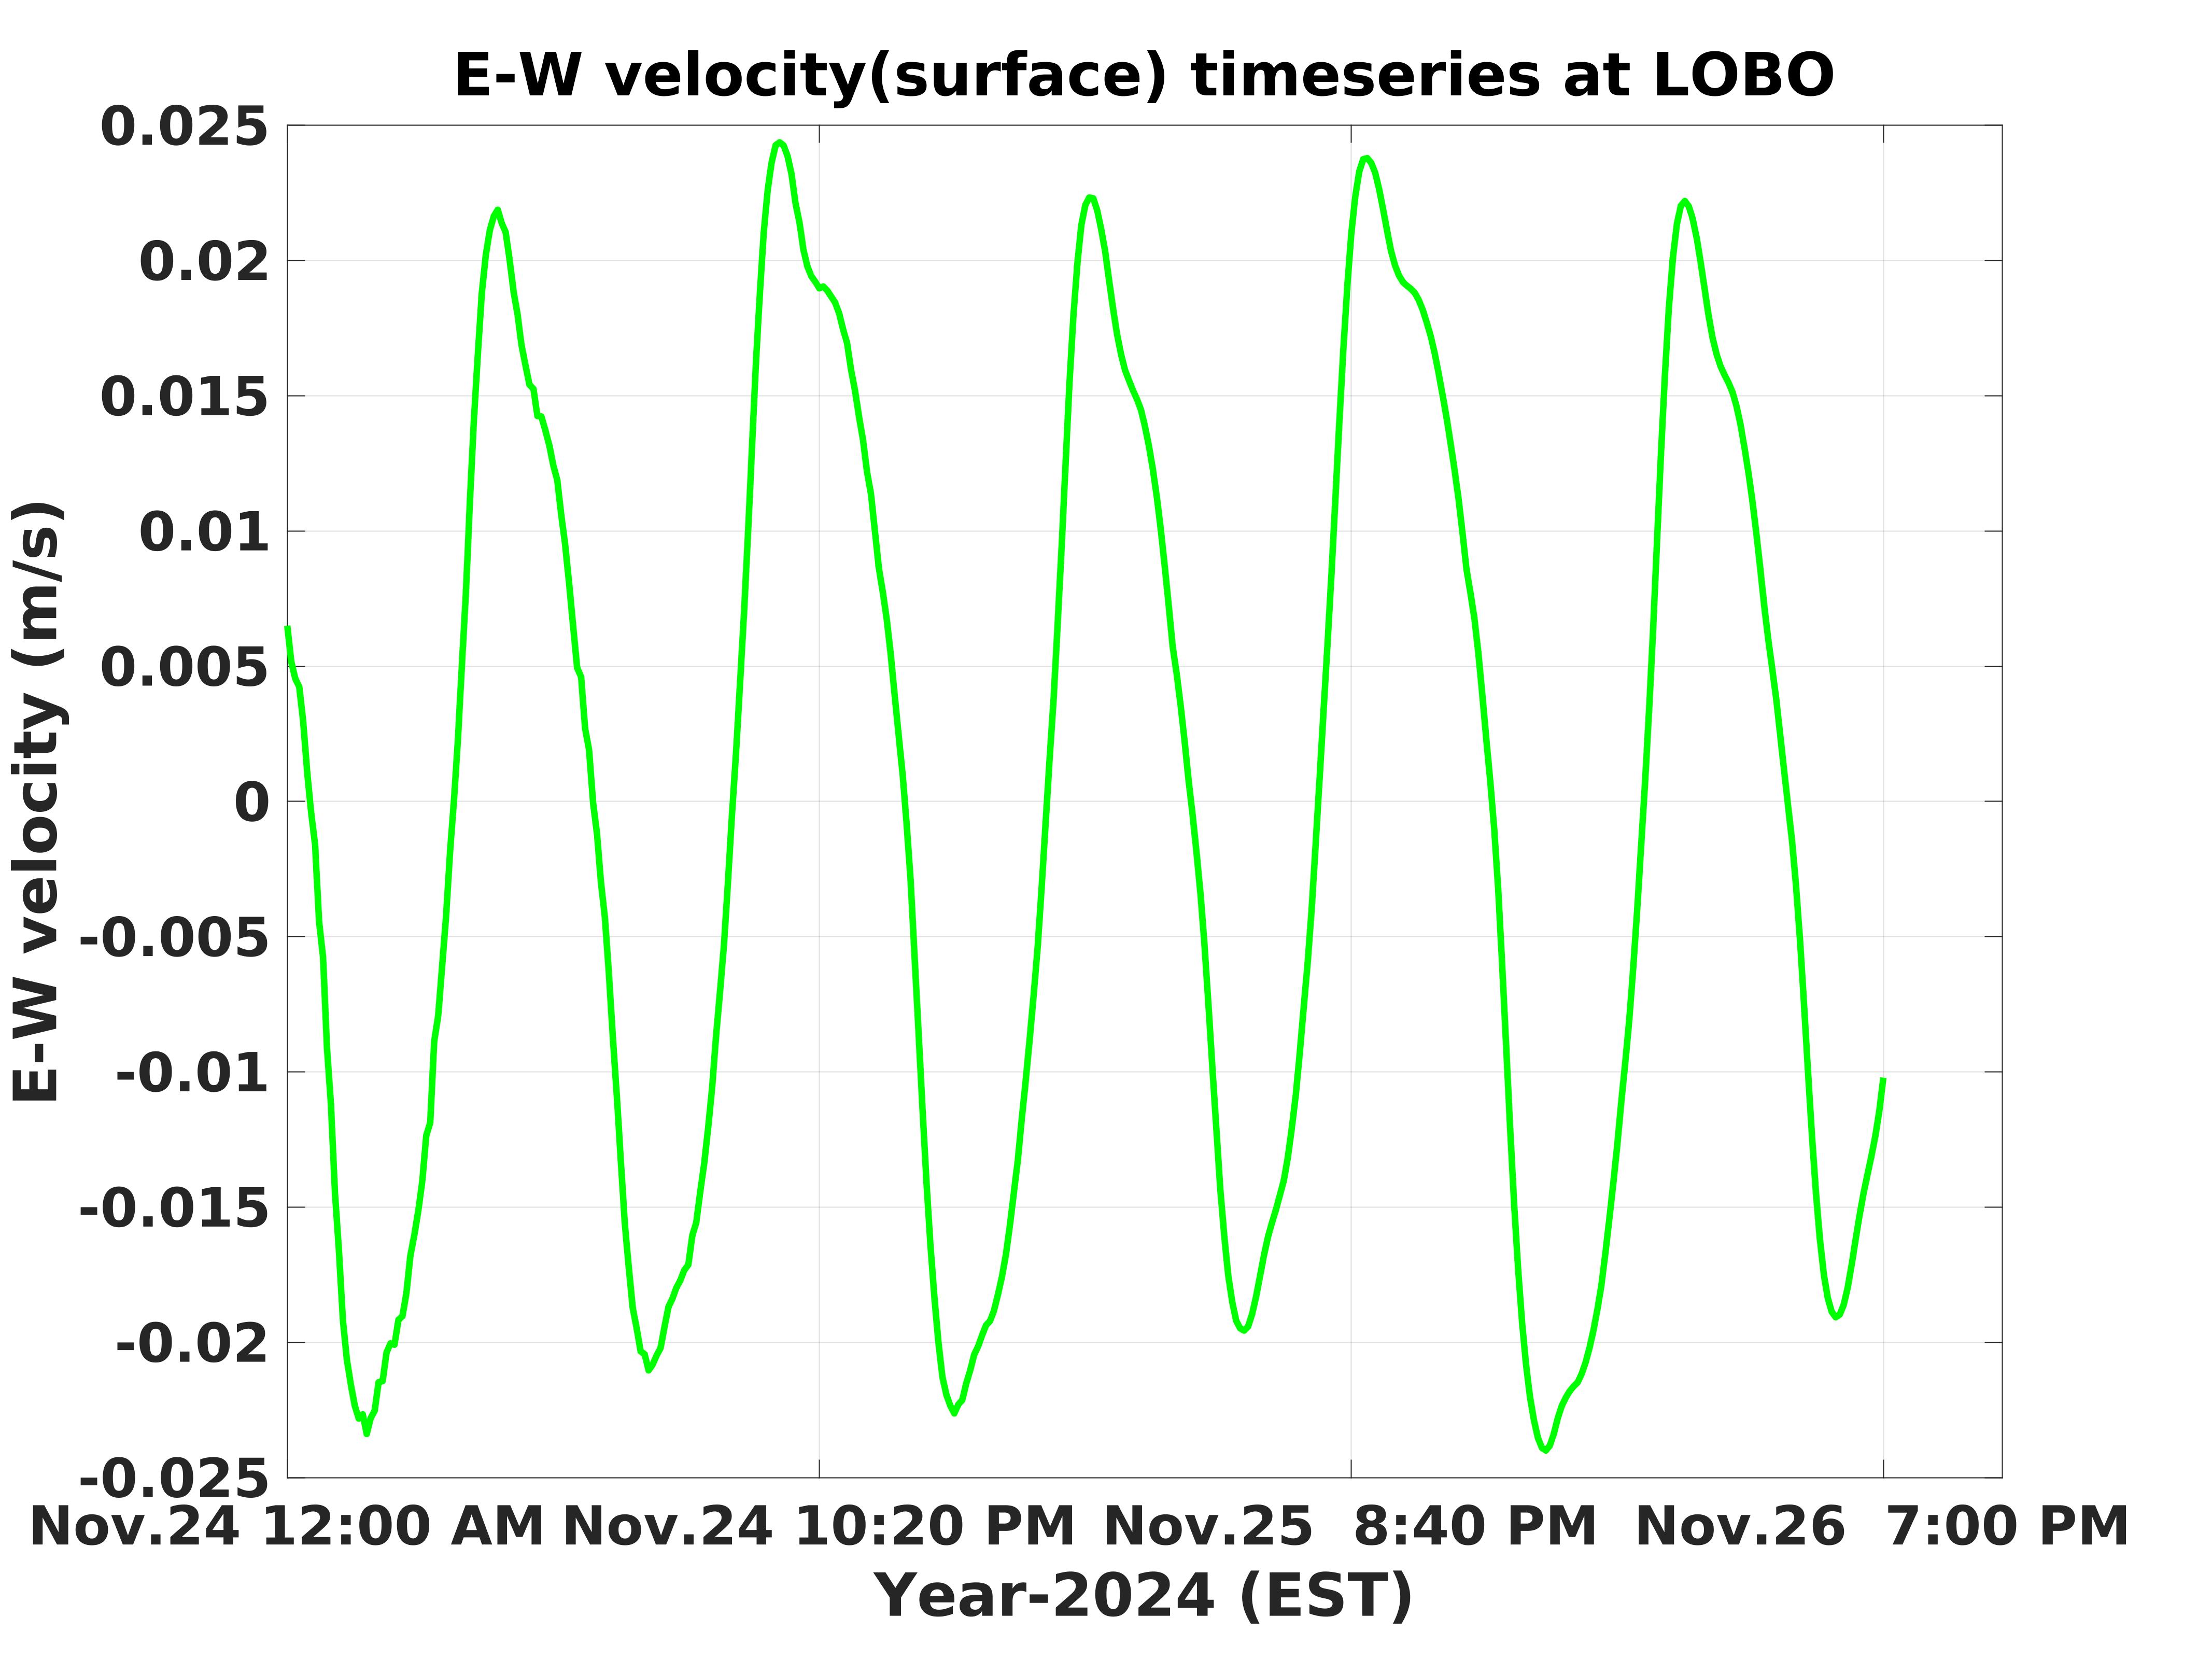 E-W velocity(surface) timeseries at LOBO
E-W velocity (m/s)
0.025
0.02
0.015
0.01
0.005
0
-0.005
-0.01
-0.015
-0.02
-0.025
Nov.24 12:00 AM Nov.24 10:20 PM Nov.25 8:40 PM Nov.26 7:00 PM
Year-2024 (EST)